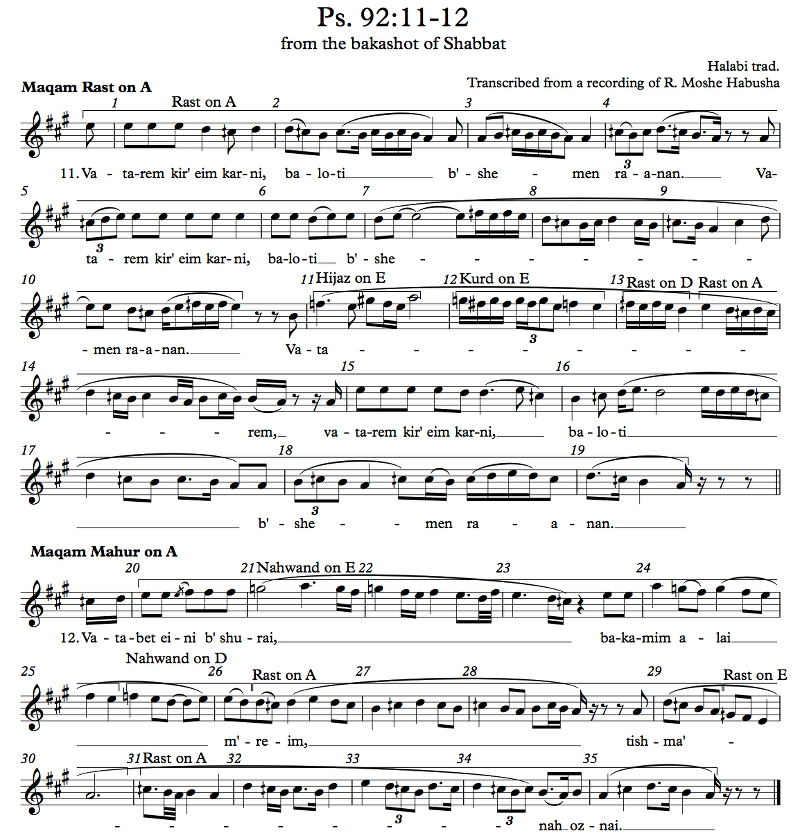 Ps. 92:11-12
from the bakashot of Shabbat
Halabi trad.
Maqam Rast on A
Transcribed from a recording of R. Moshe Habusha
1 Rast on A 2 3 4
3 3
11. Va - ta-rem kir' eim kar-ni, ba - lo-ti b' - she - men ra - a-nan. Va-
5 6 7 8 9
3
ta - rem kir' eim kar-ni, ba-lo-ti b' - she - - - - - - -
10 11 Hijaz on E 12 Kurd on E 13 Rast on D Rast on A
3
- men ra-a-nan. Va - ta - - - - - -
14 15 16
- - - rem, va - ta-rem kir' eim kar-ni, ba - lo-ti
17 18 19
3
b' - she - - men ra - - a - nan.
Maqam Mahur on A
20 21 Nahwand on E 22 23 24
12. Va - ta-bet ei - ni b' shu - rai, ba-ka-mim a - lai
25 Nahwand on D 26 Rast on A 27 28 29 Rast on E
m' - re-im, tish - ma' -
30 31 Rast on A 32 33 34 35
3 3
- - - - - - - nah oz - nai.